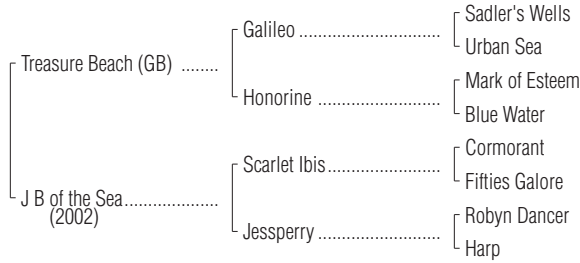 Sadler's Wells
Galileo ..............................
Urban Sea
Treasure Beach (GB) ........
Mark of Esteem
Honorine ..........................
Blue Water
Cormorant
Scarlet Ibis........................
Fifties Galore
J B of the Sea....................
(2002)
Robyn Dancer
Jessperry ..........................
Harp